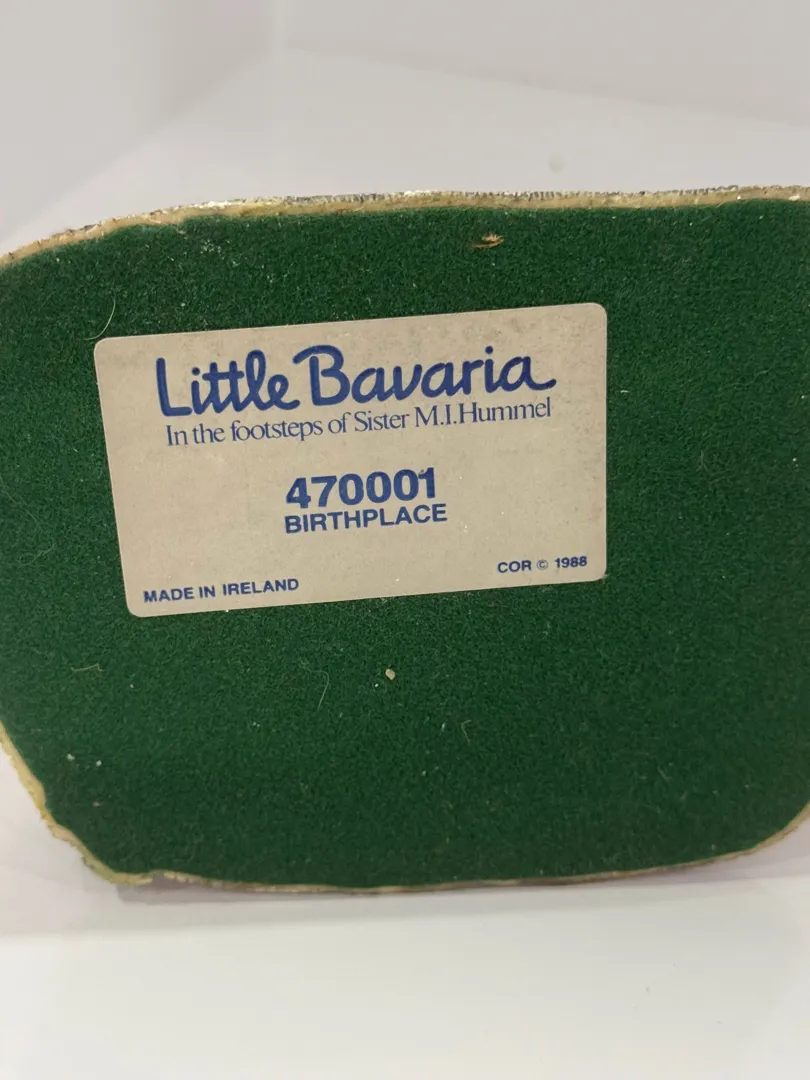 Little Bavaria
In the footsteps of Sister M.I.Hummel
470001
BIRTHPLACE
MADE IN IRELAND
COR © 1988